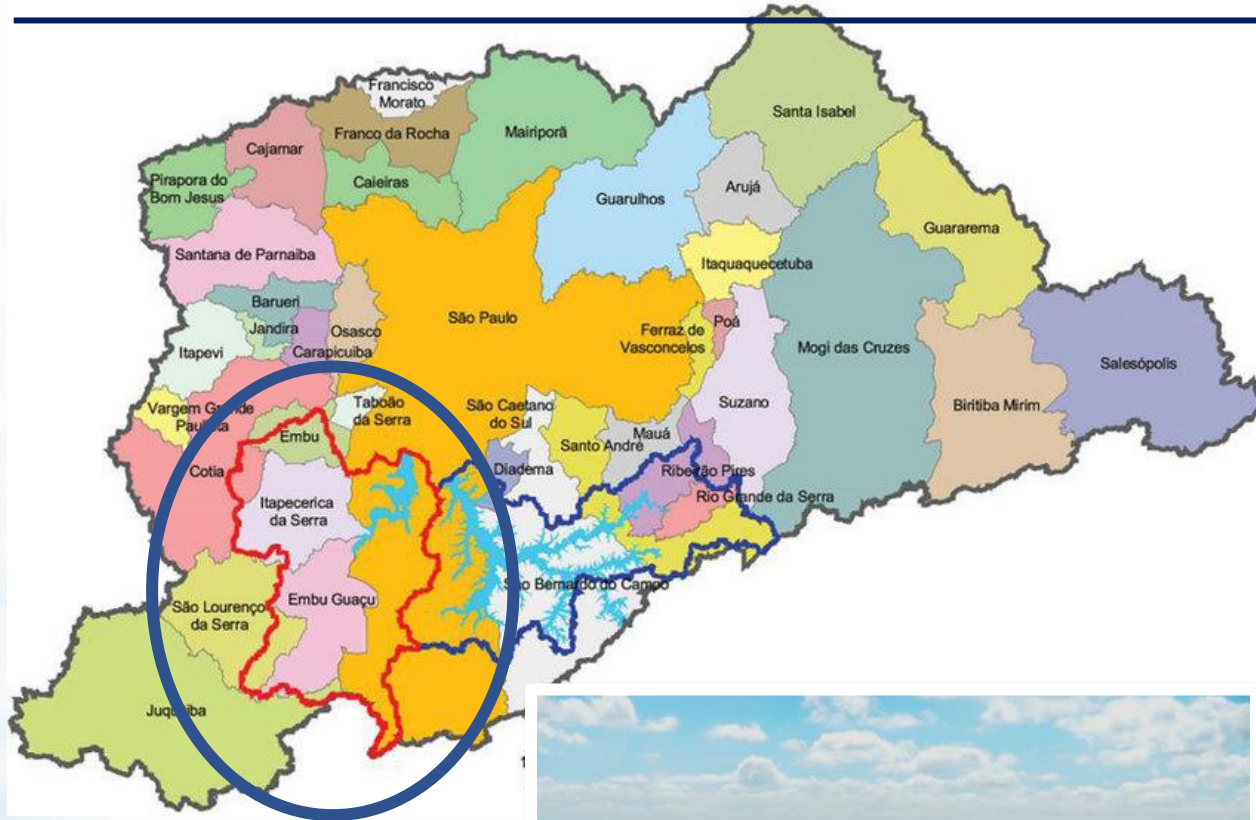 Francisco
Morato
Franco da Rocha
Mairiporã
Santa Isabel
Cajamar
Pirapora do
Bom Jesus
Caieiras
Guarulhos
Arujá
Guararema
Santana de Parnaiba
Itaquaquecetuba
Barueri
Jandira
Osasco
São Paulo
Poá
Ferraz de
Vasconcelos
Itapevi
Carapicuiba
Mogi das Cruzes
Salesópolis
Vargem Grande
Paulista
Taboão
da Serra
São Caetano
do Sul
Suzano
Biritiba Mirim
Embu
Santo André
Mauá
Cotia
Diadema
Ribeirão Pires
Itapecerica
da Serra
Rio Grande da Serra
São Bernardo do Campo
São Lourenço
da Serra
Embu Guaçu
Juquitiba